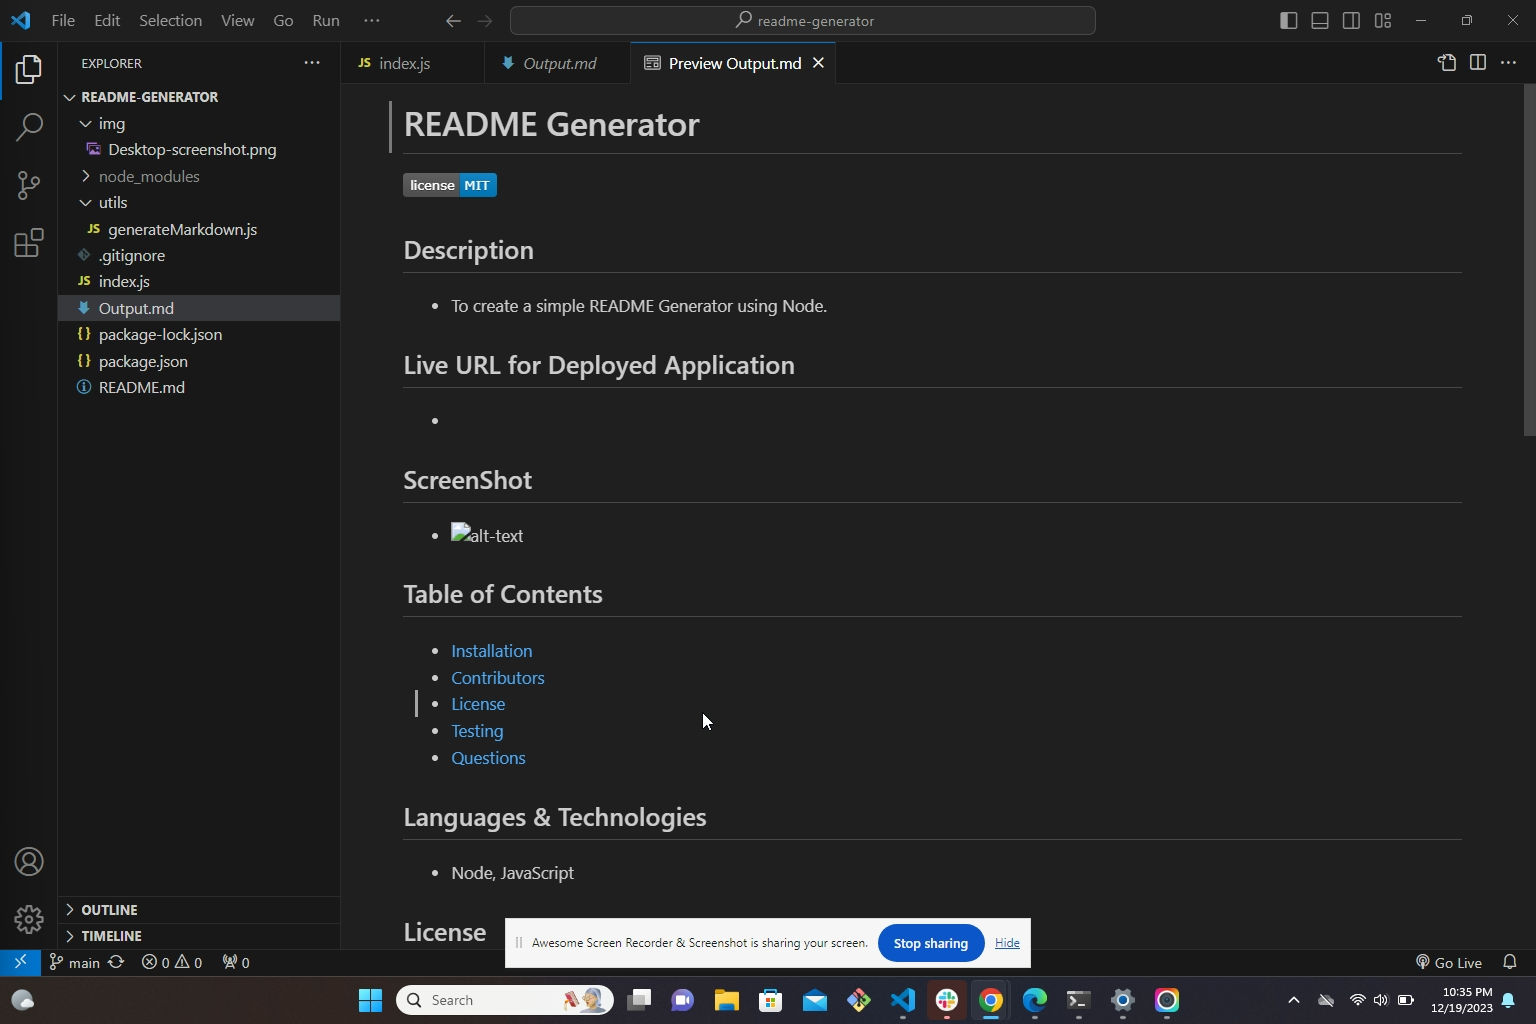 File Edit Selection View Go Run ··· readme-generator
EXPLORER ···
README-GENERATOR
img
Desktop-screenshot.png
node_modules
utils
JS generateMarkdown.js
.gitignore
JS index.js
Output.md
{} package-lock.json
{} package.json
README.md
OUTLINE
TIMELINE
JS index.js Output.md Preview Output.md
README Generator
license MIT
Description
• To create a simple README Generator using Node.
Live URL for Deployed Application
•
ScreenShot
• alt-text
Table of Contents
• Installation
• Contributors
• License
• Testing
• Questions
Languages & Technologies
• Node, JavaScript
License
Awesome Screen Recorder & Screenshot is sharing your screen. Stop sharing Hide
main 0 0 0 Go Live
Search
10:35 PM
12/19/2023